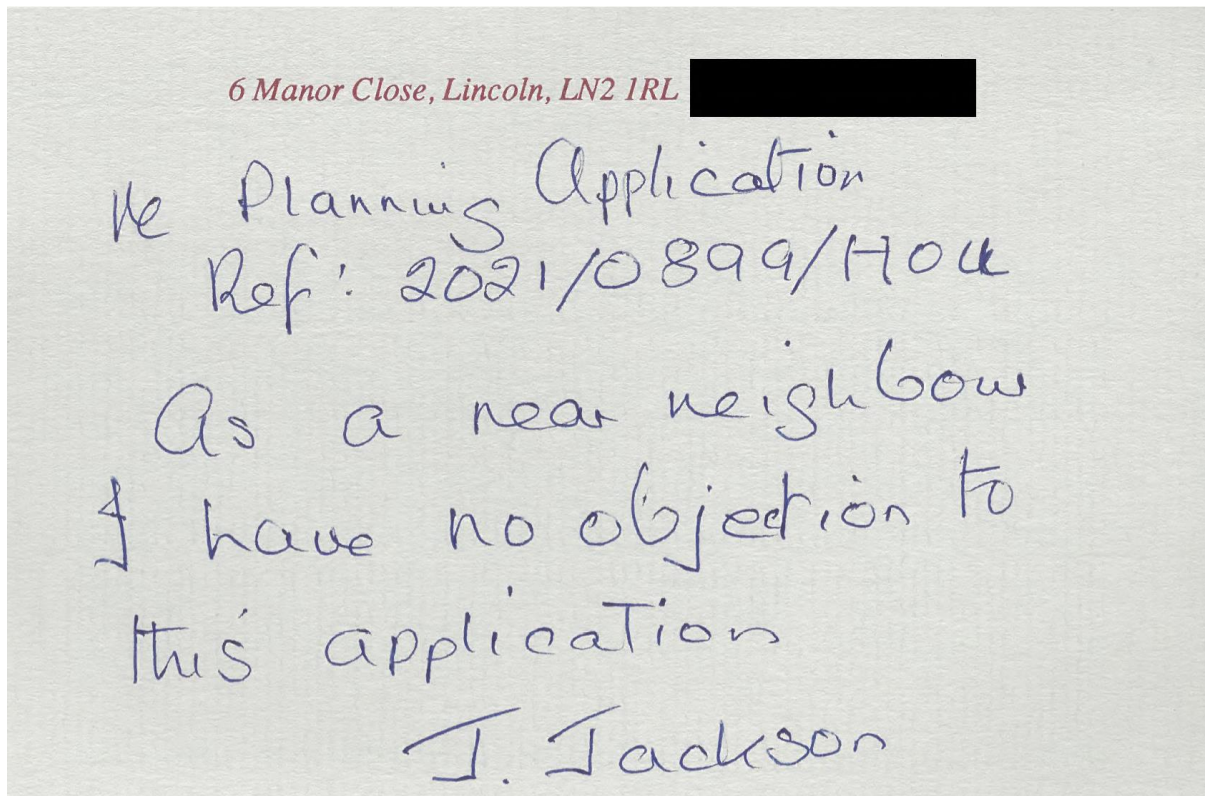 6 Manor Close, Lincoln, LN2 1RL
re Planning Application
Ref: 2021/0899/HOU
As a near neighbour
I have no objection to
this application
J. Jackson